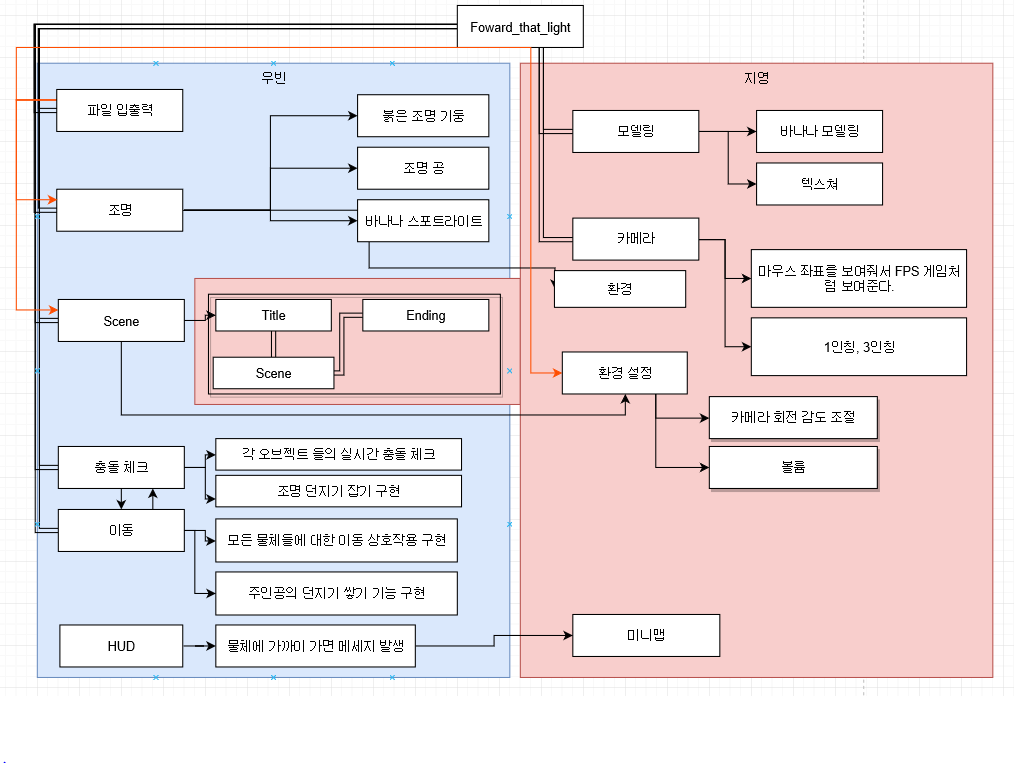 Foward_that_light
우빈
파일 입출력
붉은 조명 기둥
조명 공
조명
바나나 스포트라이트
Scene
Title
Ending
Scene
충돌 체크
각 오브젝트 들의 실시간 충돌 체크
조명 던지기 잡기 구현
이동
모든 물체들에 대한 이동 상호작용 구현
주인공의 던지기 쌓기 기능 구현
HUD
물체에 가까이 가면 메세지 발생
지영
모델링
바나나 모델링
텍스쳐
카메라
마우스 좌표를 보여줘서 FPS 게임처
럼 보여준다.
환경
1인칭, 3인칭
환경 설정
카메라 회전 감도 조절
볼륨
미니맵